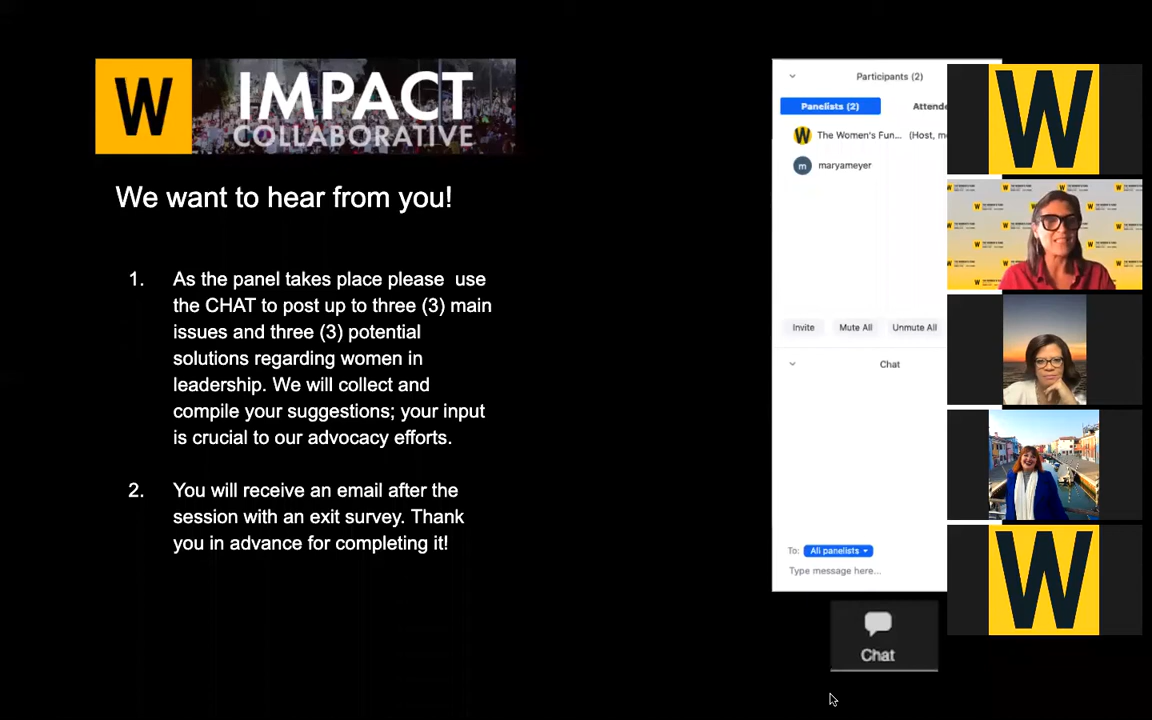 W
IMPACT
COLLABORATIVE
We want to hear from you!
1. As the panel takes place please use
the CHAT to post up to three (3) main
issues and three (3) potential
solutions regarding women in
leadership. We will collect and
compile your suggestions; your input
is crucial to our advocacy efforts.
2. You will receive an email after the
session with an exit survey. Thank
you in advance for completing it!
Participants (2)
Panelists (2) Attende
W The Women's Fun... (Host, m
m maryameyer
Invite Mute All Unmute All
Chat
To: All panelists
Type message here...
Chat
W
W